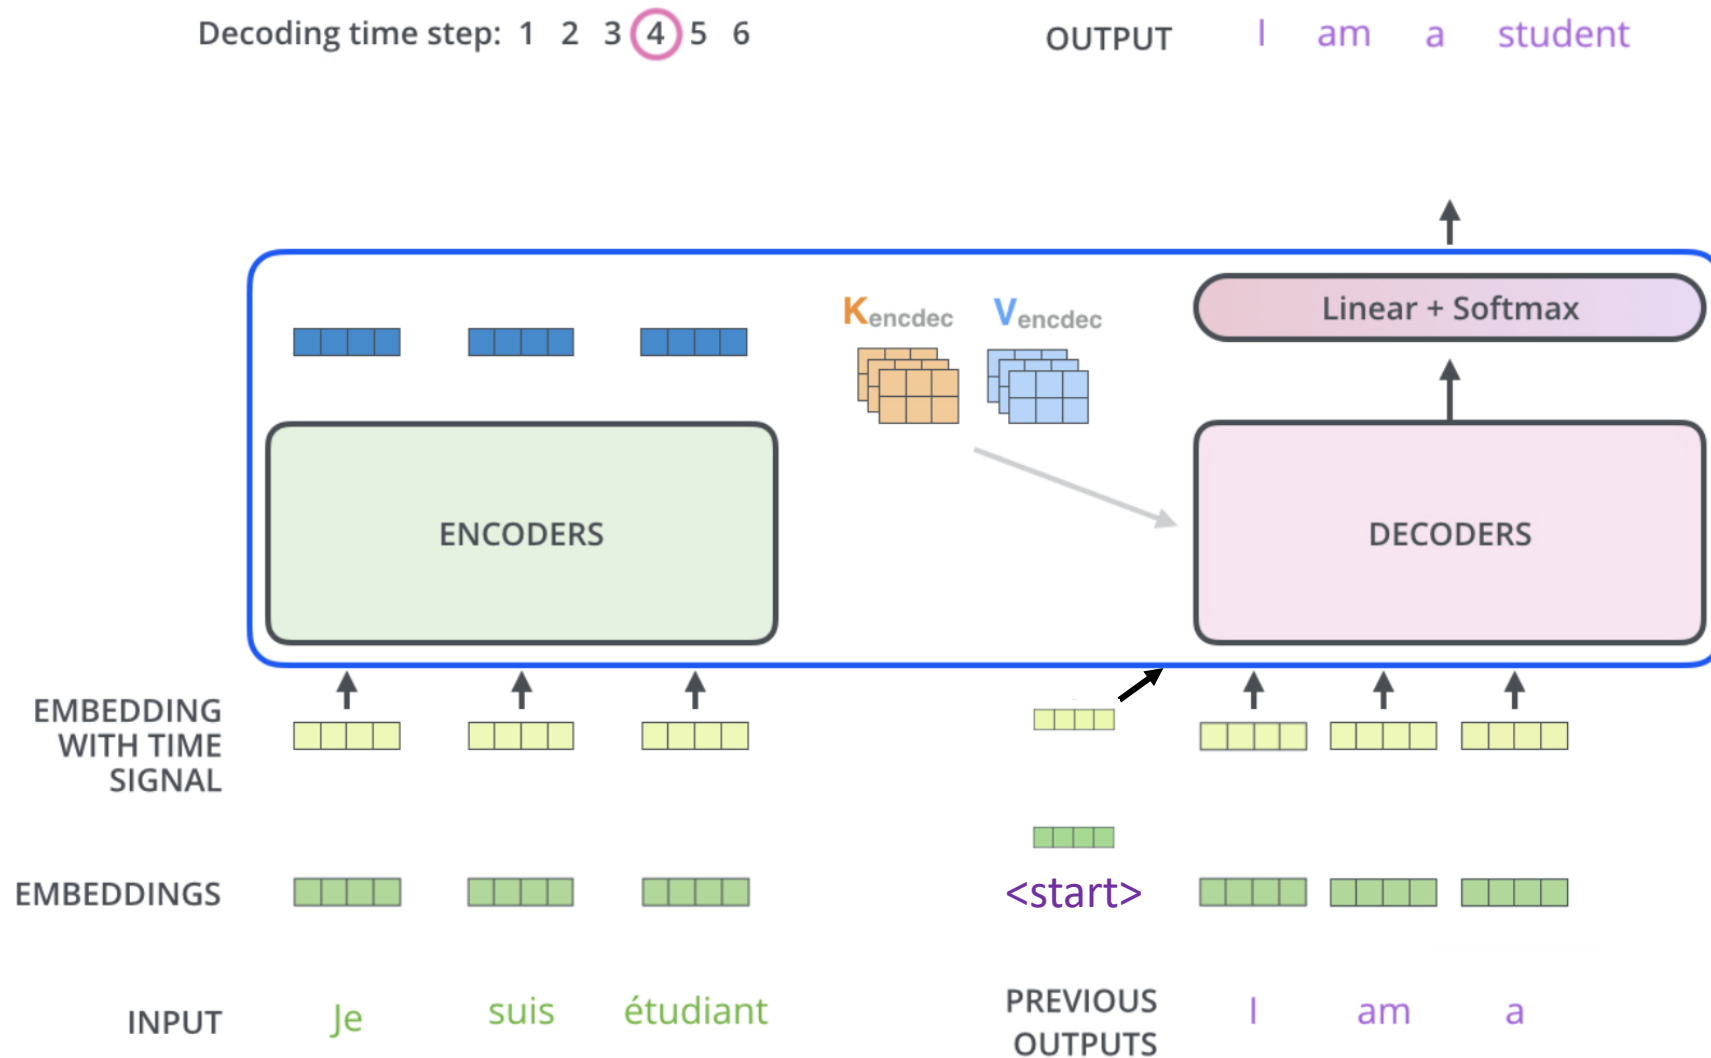 Decoding time step: 1 2 3 4 5 6
OUTPUT I am a student
Kencdec Vencdec
Linear + Softmax
ENCODERS
DECODERS
EMBEDDING
WITH TIME
SIGNAL
EMBEDDINGS
<start>
INPUT Je suis étudiant
PREVIOUS
OUTPUTS
I am a